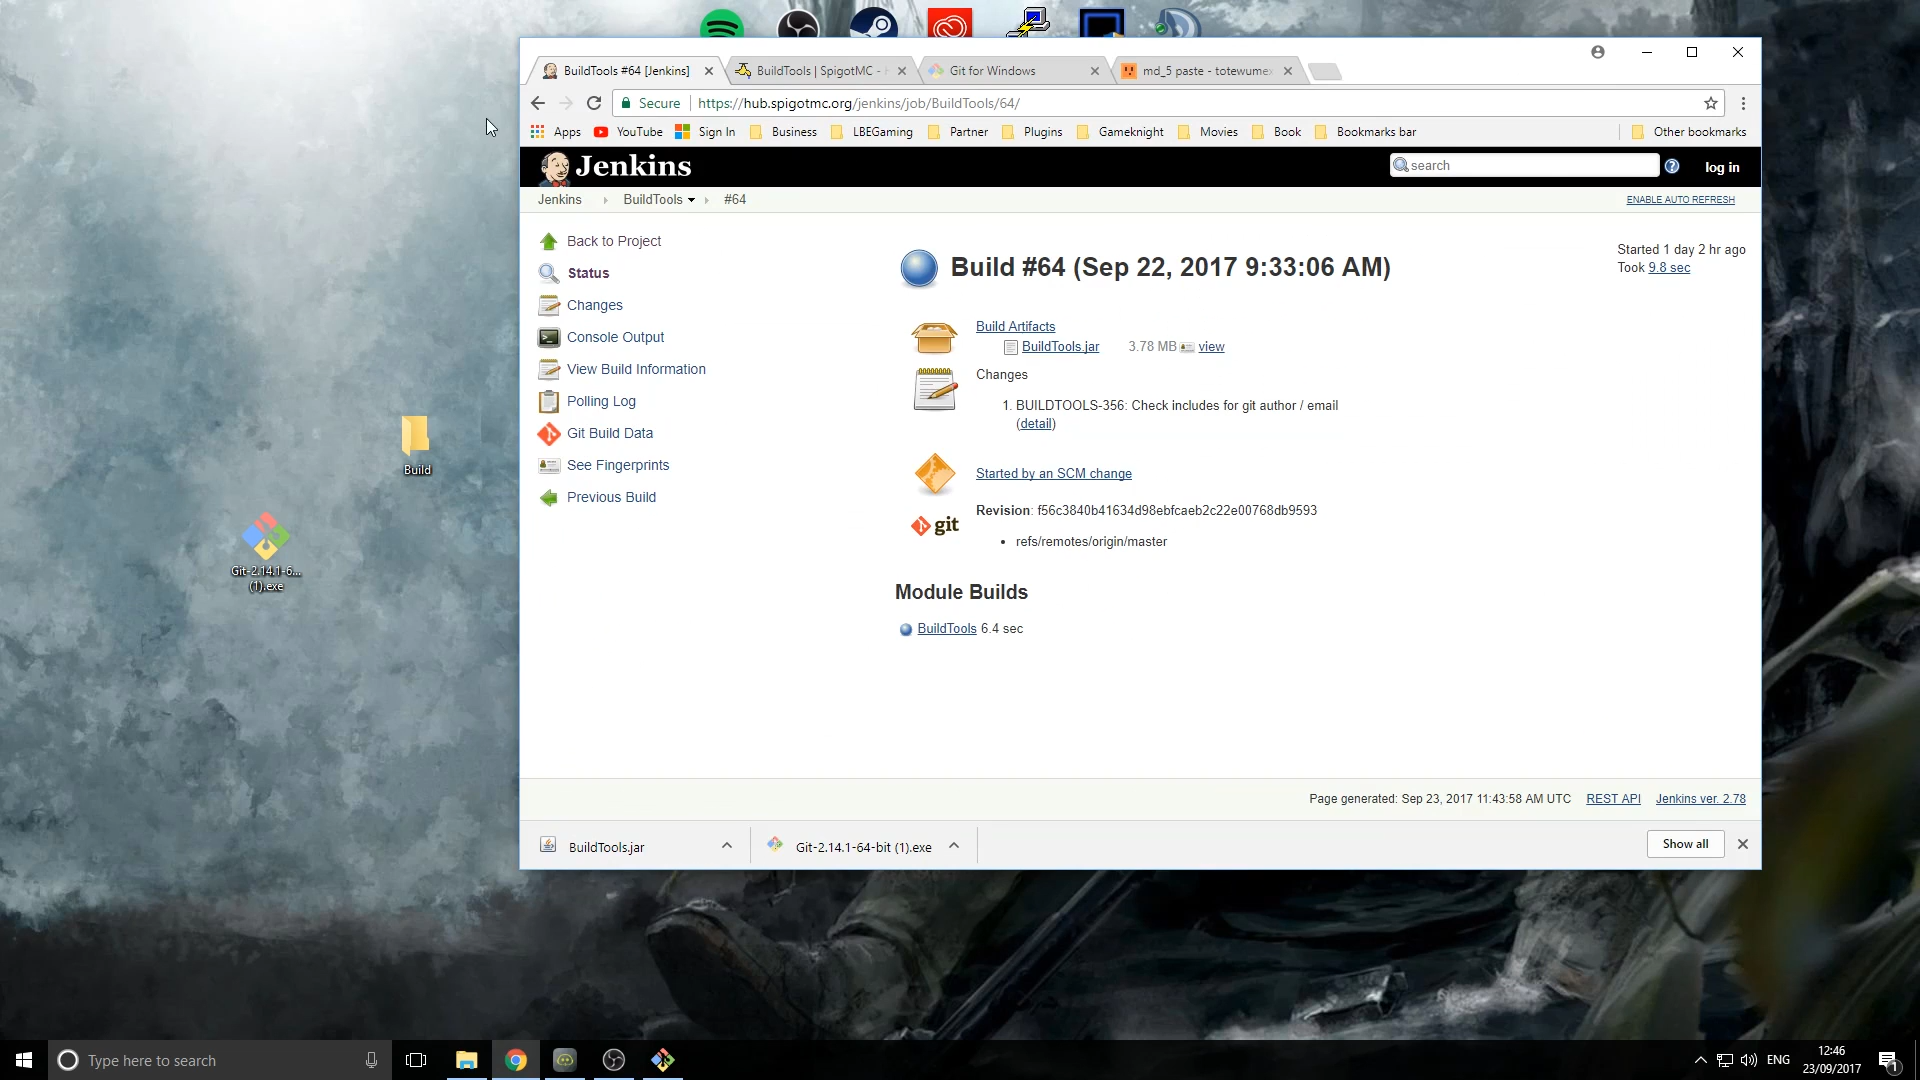 BuildTools #64 [Jenkins]
BuildTools | SpigotMC -
Git for Windows
md_5 paste - totewume
Secure
https://hub.spigotmc.org/jenkins/job/BuildTools/64/
Apps
YouTube
Sign In
Business
LBEGaming
Partner
Plugins
Gameknight
Movies
Book
Bookmarks bar
Other bookmarks
Jenkins
search
log in
Jenkins
BuildTools
#64
ENABLE AUTO REFRESH
Back to Project
Status
Changes
Console Output
View Build Information
Polling Log
Git Build Data
See Fingerprints
Previous Build
Build #64 (Sep 22, 2017 9:33:06 AM)
Started 1 day 2 hr ago
Took 9.8 sec
Build Artifacts
BuildTools.jar 3.78 MB view
Changes
1. BUILDTOOLS-356: Check includes for git author / email
(detail)
Started by an SCM change
git
Revision: f56c3840b41634d98ebfcaeb2c22e00768db9593
• refs/remotes/origin/master
Module Builds
BuildTools 6.4 sec
Page generated: Sep 23, 2017 11:43:58 AM UTC
REST API
Jenkins ver. 2.78
BuildTools.jar
Git-2.14.1-64-bit (1).exe
Show all
Build
Git-2.14.1-6...
(1).exe
Type here to search
ENG
12:46
23/09/2017
1